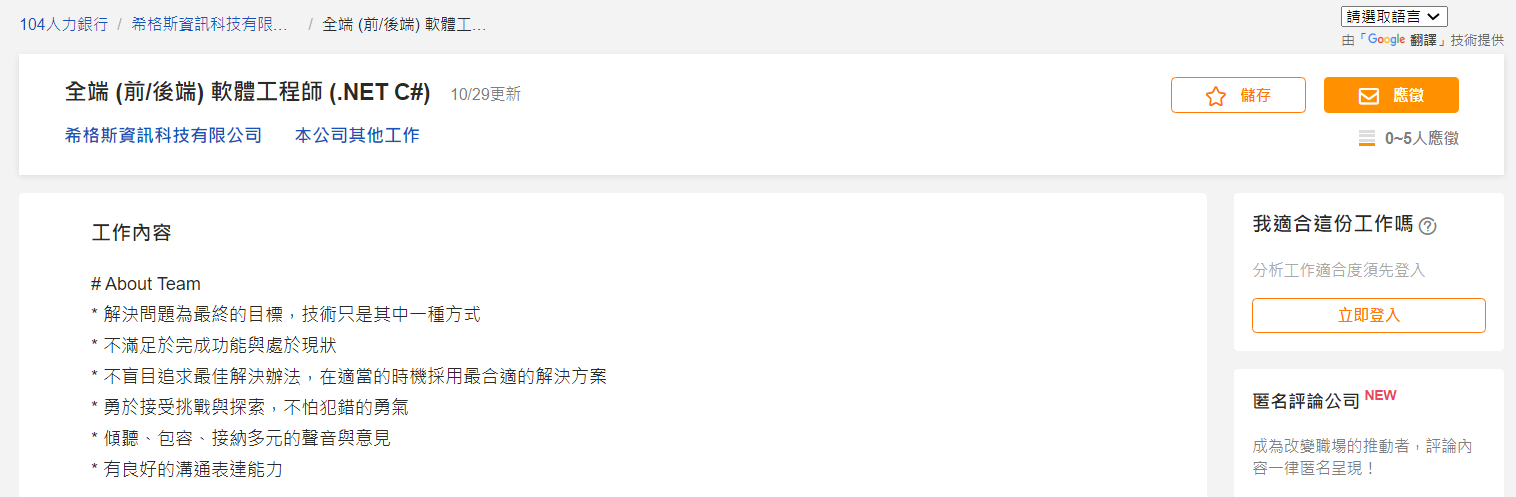 104人力銀行 / 希格斯資訊科技有限... / 全端 (前/後端) 軟體工...
請選取語言
由「Google 翻譯」技術提供
全端 (前/後端) 軟體工程師 (.NET C#) 10/29更新
儲存
應徵
希格斯資訊科技有限公司 本公司其他工作
0~5人應徵
工作內容
# About Team
* 解決問題為最終的目標，技術只是其中一種方式
* 不滿足於完成功能與處於現狀
* 不盲目追求最佳解決辦法，在適當的時機採用最合適的解決方案
* 勇於接受挑戰與探索，不怕犯錯的勇氣
* 傾聽、包容、接納多元的聲音與意見
* 有良好的溝通表達能力
我適合這份工作嗎 ?
分析工作適合度須先登入
立即登入
匿名評論公司 NEW
成為改變職場的推動者，評論內
容一律匿名呈現！